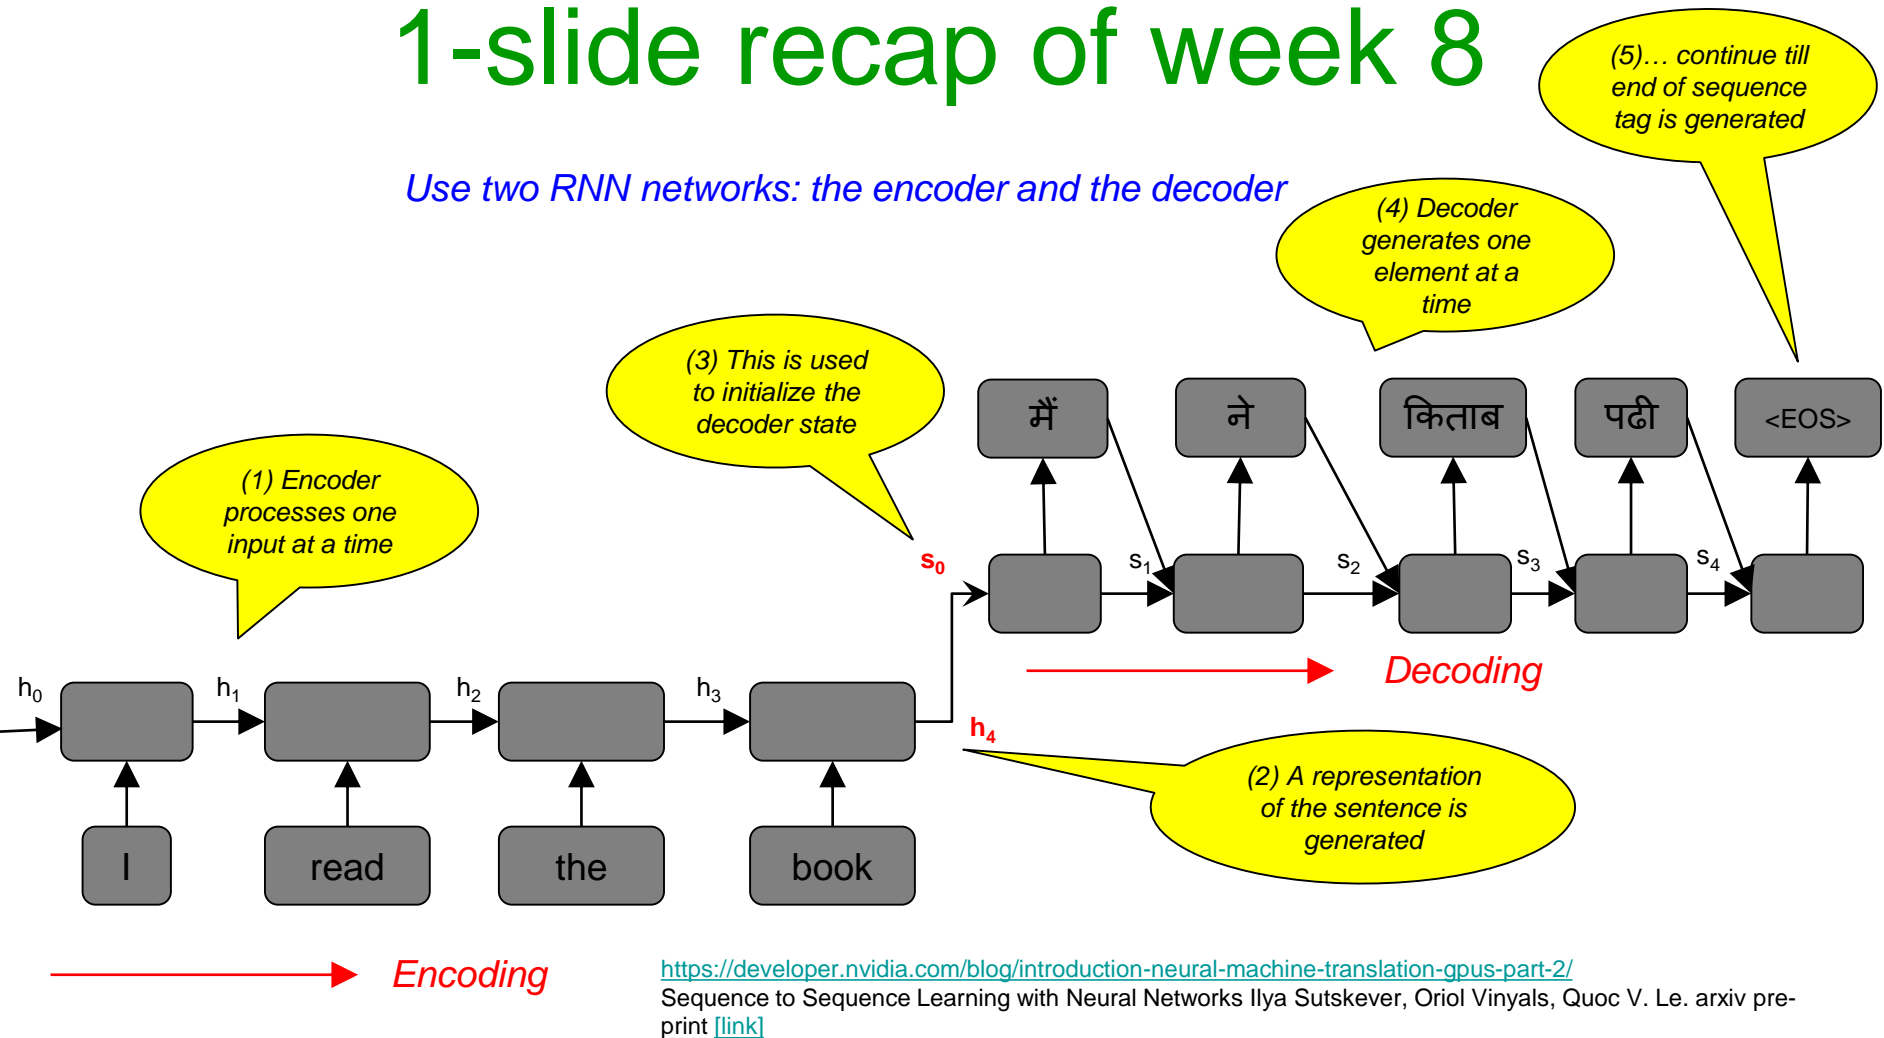 1-slide recap of week 8
(5)… continue till
end of sequence
tag is generated
Use two RNN networks: the encoder and the decoder
(4) Decoder
generates one
element at a
time
(3) This is used
to initialize the
decoder state
(1) Encoder
processes one
input at a time
मैं
ने
किताब
पढी
<EOS>
s0
s1
s2
s3
s4
Decoding
h0
h1
h2
h3
h4
(2) A representation
of the sentence is
generated
I
read
the
book
Encoding
https://developer.nvidia.com/blog/introduction-neural-machine-translation-gpus-part-2/
Sequence to Sequence Learning with Neural Networks Ilya Sutskever, Oriol Vinyals, Quoc V. Le. arxiv pre-
print [link]